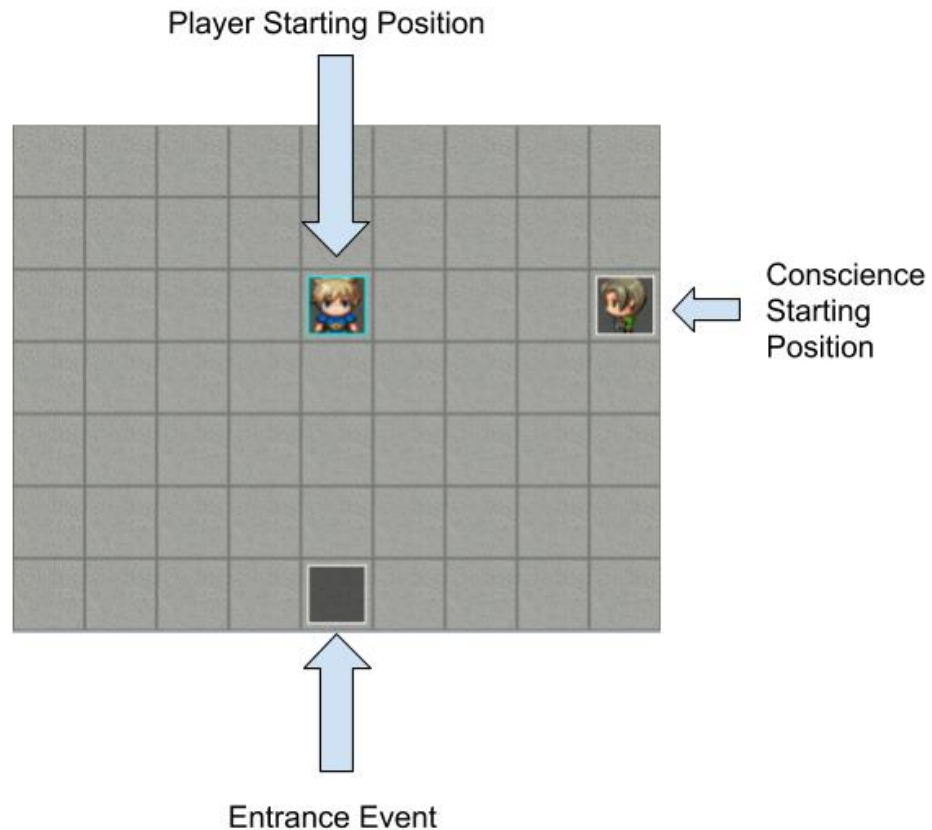 Player Starting Position
Conscience
Starting
Position
Entrance Event